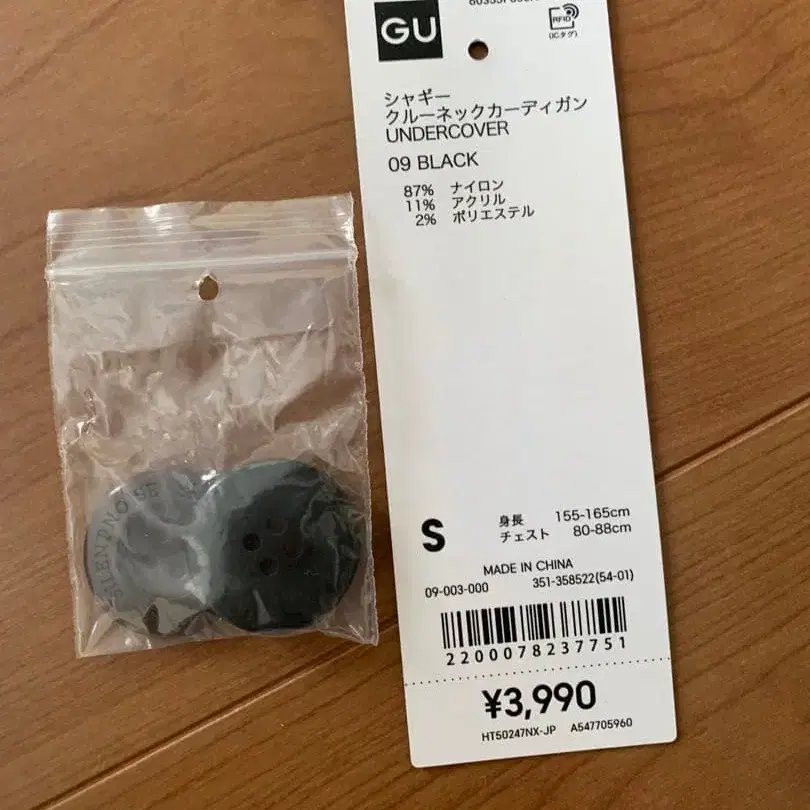 GU
RFID
(ICタグ)
シャギー
クルーネックカーディガン
UNDERCOVER
09 BLACK
87% ナイロン
11% アクリル
2% ポリエステル
S
身長 155-165cm
チェスト 80-88cm
MADE IN CHINA
09-003-000 351-358522(54-01)
2200078237751
¥3,990
HT50247NX-JP A547705960